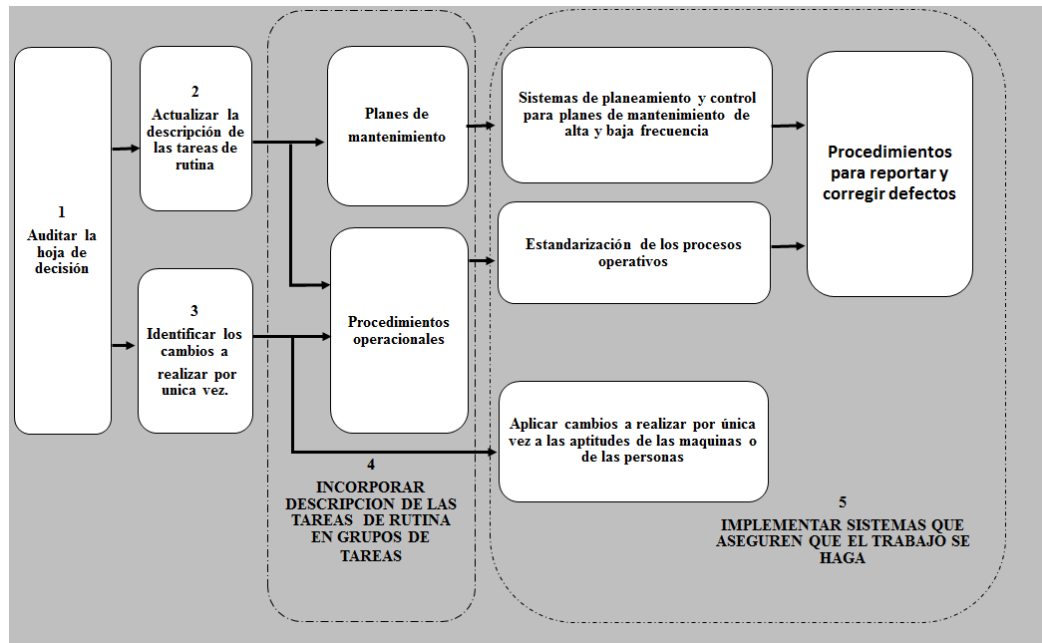 1
Auditar la
hoja de
decisión
2
Actualizar la
descripción de
las tareas de
rutina
3
Identificar los
cambios a
realizar por
unica vez.
Planes de
mantenimiento
Procedimientos
operacionales
4
INCORPORAR
DESCRIPCION DE LAS
TAREAS DE RUTINA
EN GRUPOS DE
TAREAS
Sistemas de planeamiento y control
para planes de mantenimiento de
alta y baja frecuencia
Estandarización de los procesos
operativos
Aplicar cambios a realizar por única
vez a las aptitudes de las maquinas o
de las personas
Procedimientos
para reportar y
corregir defectos
5
IMPLEMENTAR SISTEMAS QUE
ASEGUREN QUE EL TRABAJO SE
HAGA